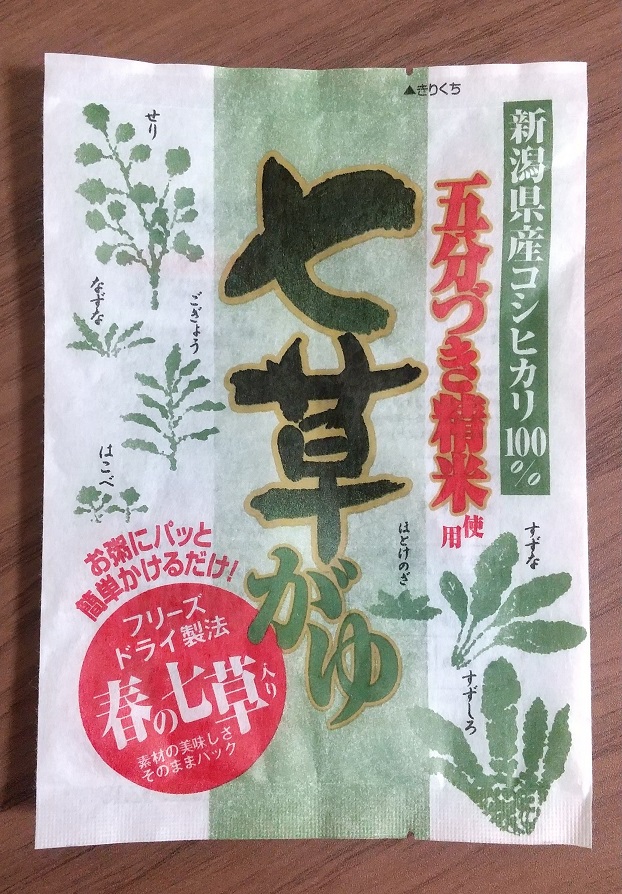 ▲きりくち
新潟県産コシヒカリ100%
五分づき精米使用
七草がゆ
せり
なずな
ごぎょう
はこべ
ほとけのざ
すずな
すずしろ
お粥にパッと
簡単かけるだけ!
フリーズ
ドライ製法
春の七草入り
素材の美味しさ
そのままパック